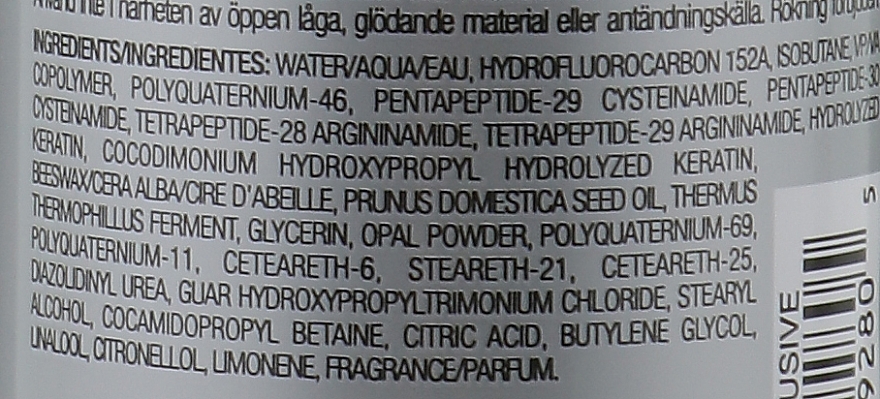 inte i närheten av öppen låga, glödande material eller antändningskälla. Rökning förbjuden
INGREDIENTS/INGREDIENTES: WATER/AQUA/EAU, HYDROFLUOROCARBON 152A, ISOBUTANE, VP/VA
COPOLYMER, POLYQUATERNIUM-46, PENTAPEPTIDE-29 CYSTEINAMIDE, PENTAPEPTIDE-30
CYSTEINAMIDE, TETRAPEPTIDE-28 ARGININAMIDE, TETRAPEPTIDE-29 ARGININAMIDE, HYDROLYZED
KERATIN, COCODIMONIUM HYDROXYPROPYL HYDROLYZED KERATIN,
BEESWAX/CERA ALBA/CIRE D'ABEILLE, PRUNUS DOMESTICA SEED OIL, THERMUS
THERMOPHILLUS FERMENT, GLYCERIN, OPAL POWDER, POLYQUATERNIUM-69,
POLYQUATERNIUM-11, CETEARETH-6, STEARETH-21, CETEARETH-25,
DIAZOLIDINYL UREA, GUAR HYDROXYPROPYLTRIMONIUM CHLORIDE, STEARYL
ALCOHOL, COCAMIDOPROPYL BETAINE, CITRIC ACID, BUTYLENE GLYCOL,
LINALOOL, CITRONELLOL, LIMONENE, FRAGRANCE/PARFUM.
USIVE
9280
5